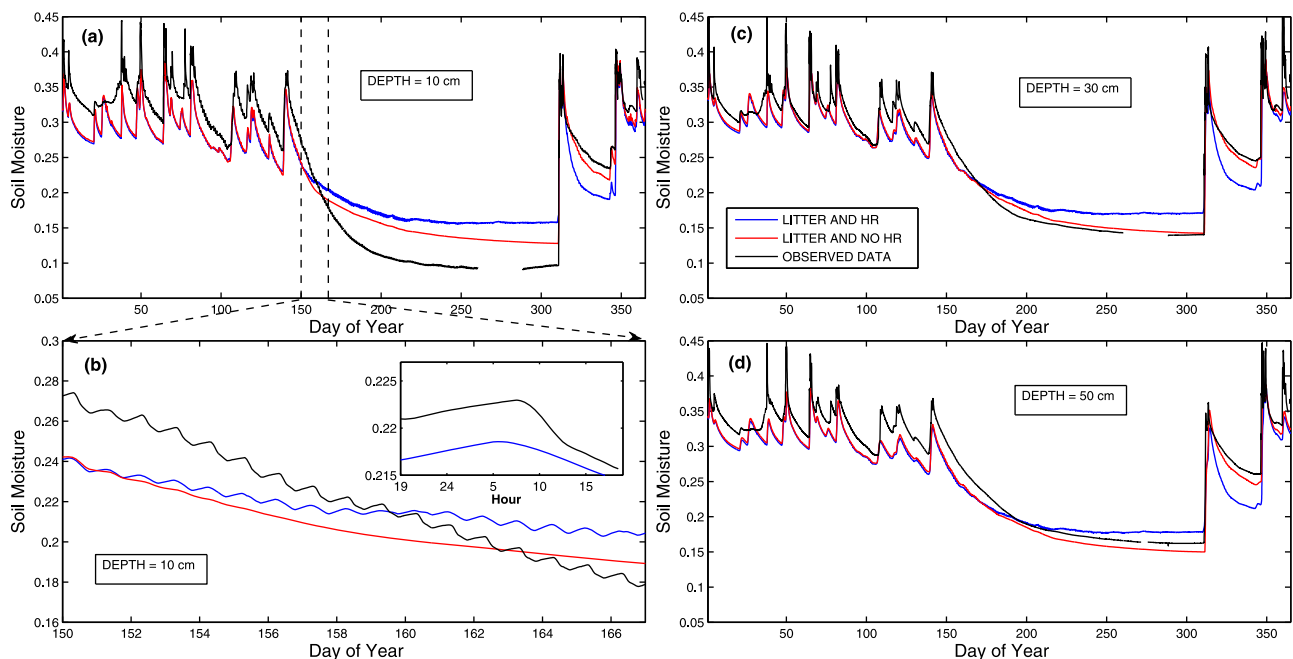 (a)
DEPTH = 10 cm
Soil Moisture
0.45
0.4
0.35
0.3
0.25
0.2
0.15
0.1
0.05
50 100 150 200 250 300 350
Day of Year
(c)
DEPTH = 30 cm
Soil Moisture
0.45
0.4
0.35
0.3
0.25
0.2
0.15
0.1
0.05
LITTER AND HR
LITTER AND NO HR
OBSERVED DATA
50 100 150 200 250 300 350
Day of Year
(b)
DEPTH = 10 cm
Soil Moisture
0.3
0.28
0.26
0.24
0.22
0.2
0.18
0.16
150 152 154 156 158 160 162 164 166
Day of Year
0.225
0.22
0.215
19 24 5 10 15
Hour
(d)
DEPTH = 50 cm
Soil Moisture
0.45
0.4
0.35
0.3
0.25
0.2
0.15
0.1
0.05
50 100 150 200 250 300 350
Day of Year